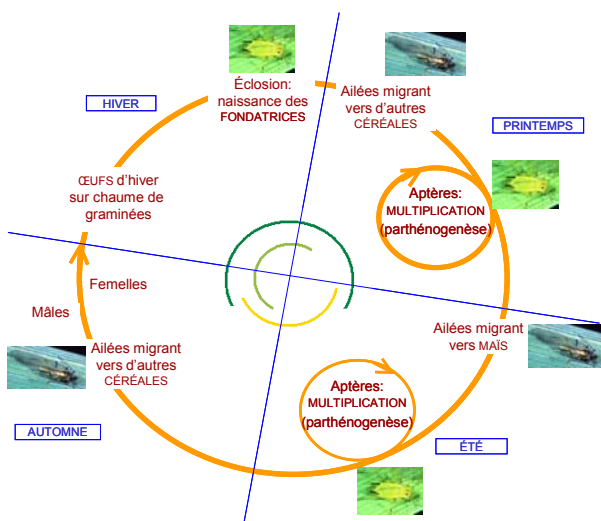 HIVER
Éclosion:
naissance des
FONDATRICES
Ailées migrant
vers d'autres
CÉRÉALES
PRINTEMPS
Aptères:
MULTIPLICATION
(parthénogenèse)
Ailées migrant
vers MAÏS
Aptères:
MULTIPLICATION
(parthénogenèse)
ÉTÉ
AUTOMNE
Ailées migrant
vers d'autres
CÉRÉALES
Mâles
Femelles
ŒUFS d'hiver
sur chaume de
graminées